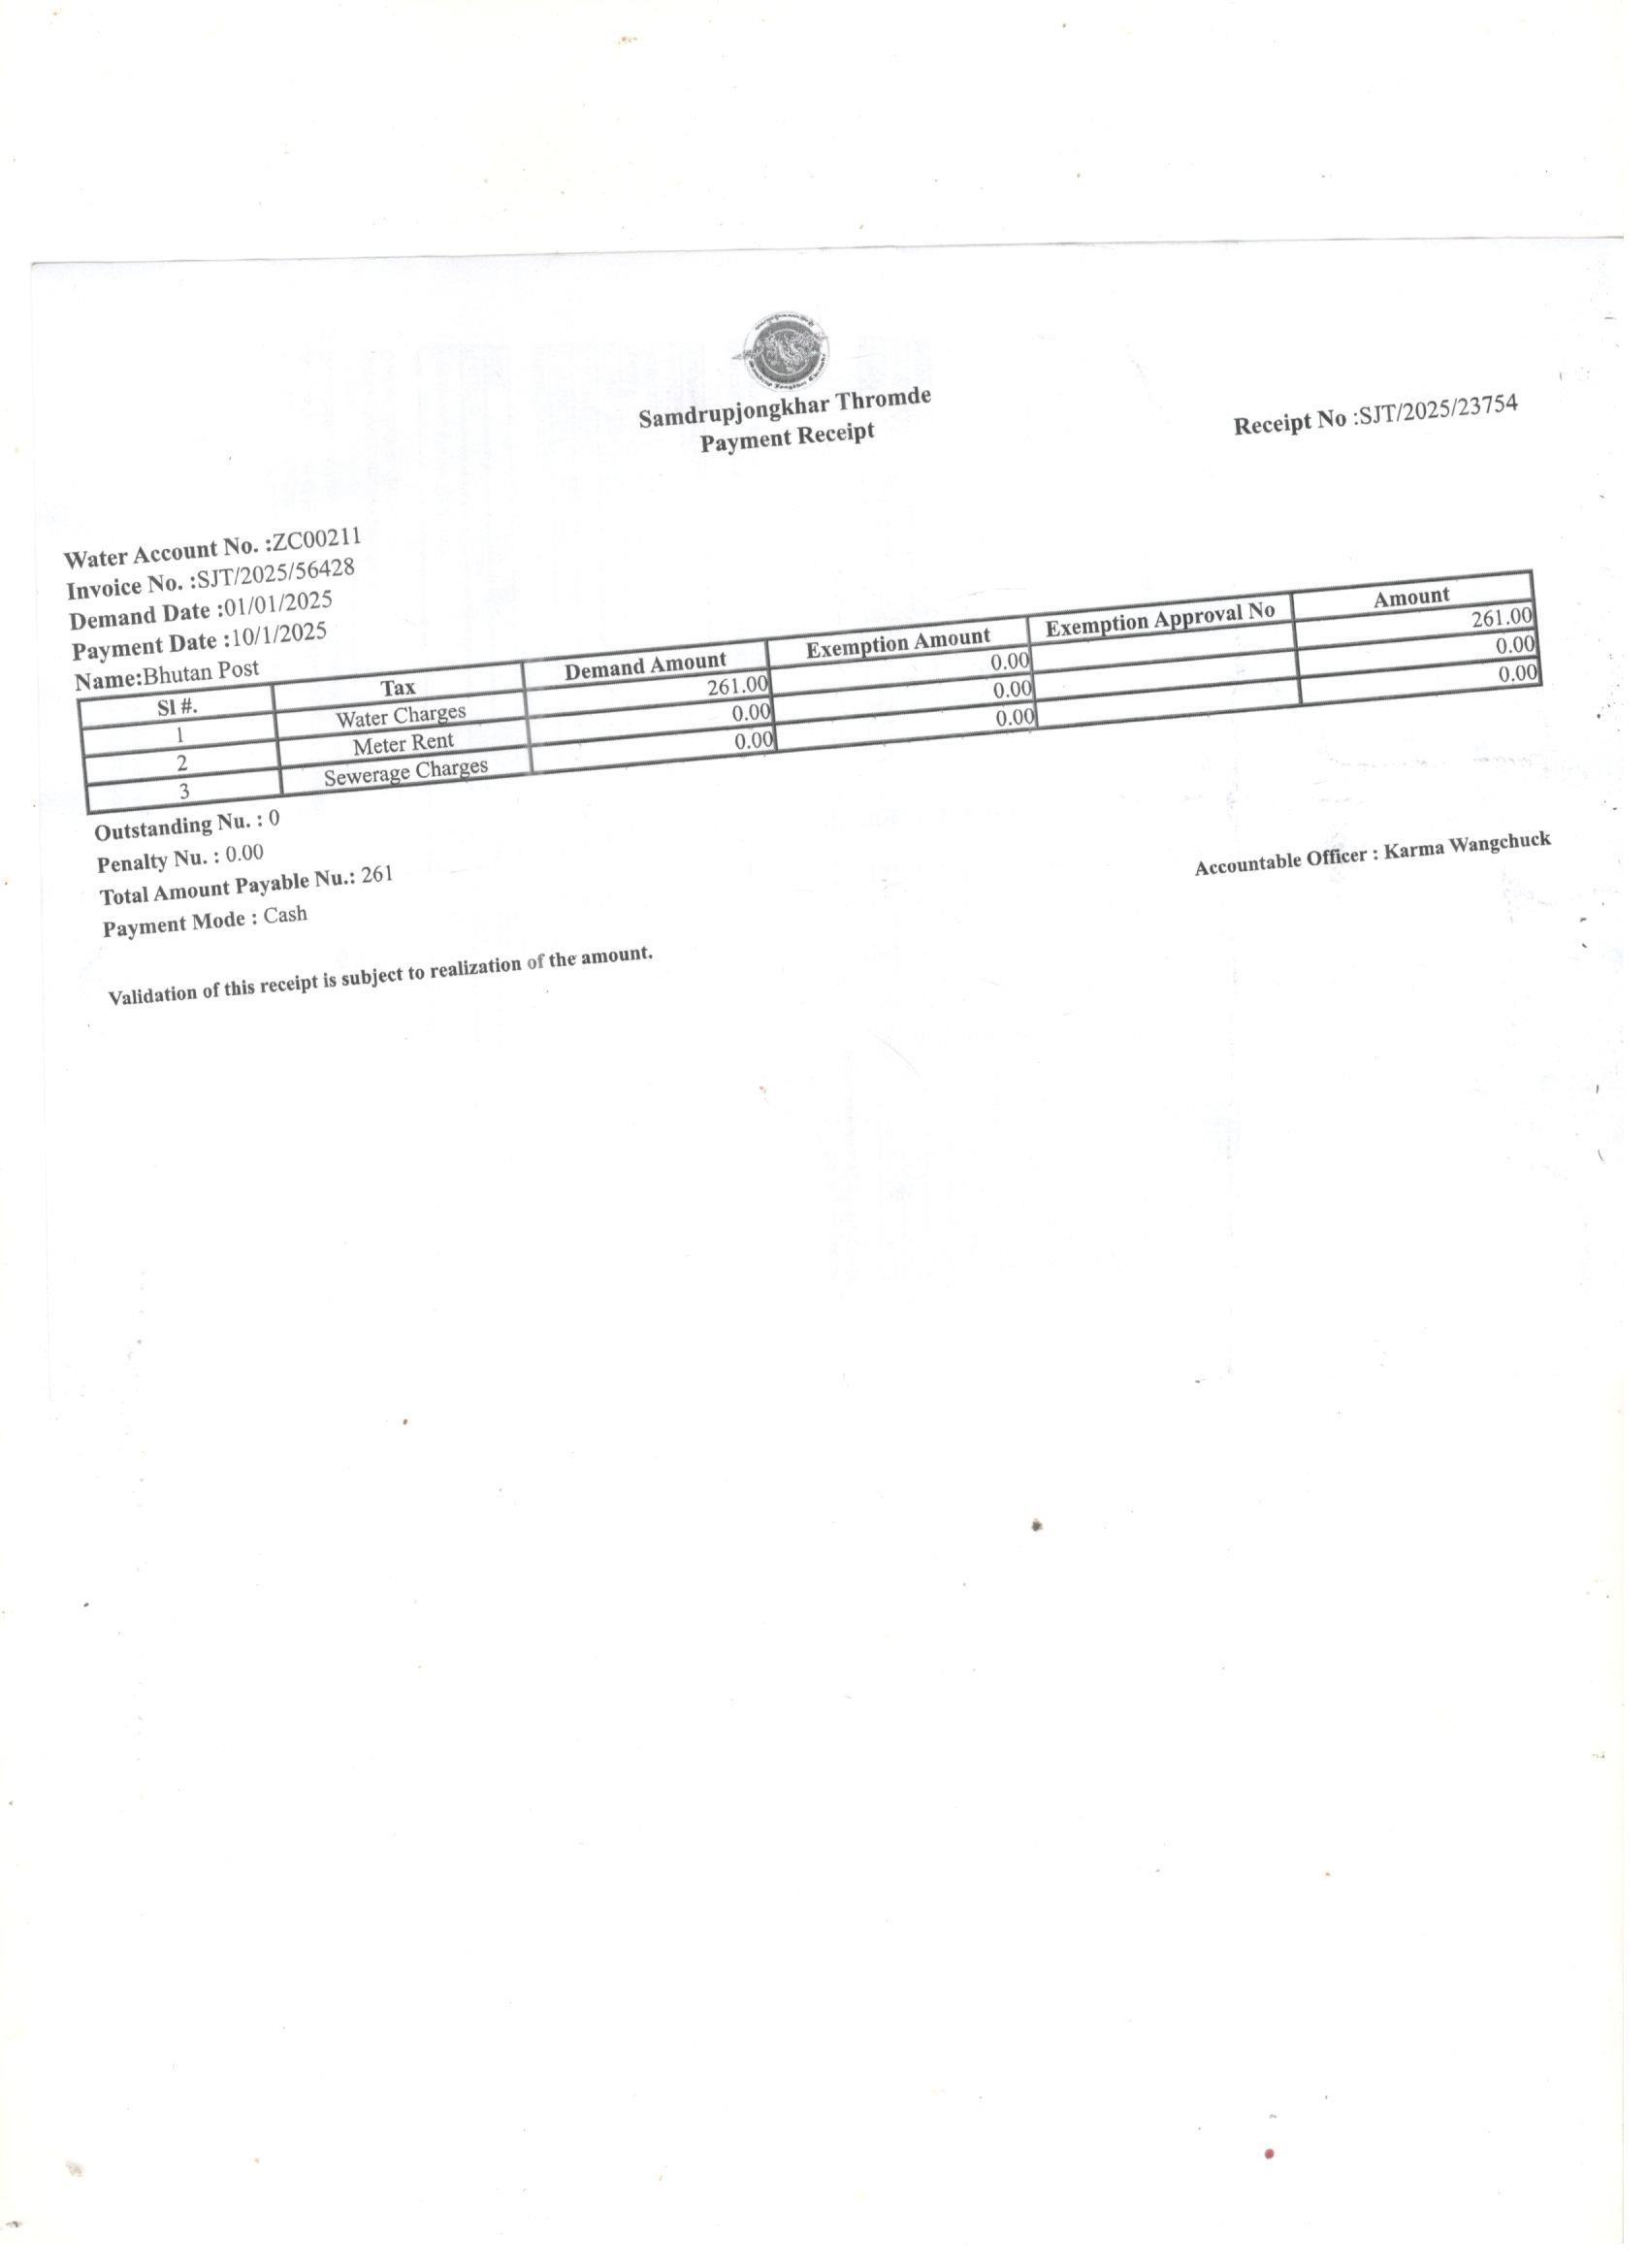 Samdrupjongkhar Thromde
Payment Receipt
Receipt No :SJT/2025/23754
Water Account No. :ZC00211
Invoice No. :SJT/2025/56428
Demand Date :01/01/2025
Payment Date :10/1/2025
Name:Bhutan Post
Sl #. Tax Demand Amount Exemption Amount Exemption Approval No Amount
1 Water Charges 261.00 0.00 261.00
2 Meter Rent 0.00 0.00 0.00
3 Sewerage Charges 0.00 0.00 0.00
Outstanding Nu. : 0
Penalty Nu. : 0.00
Total Amount Payable Nu.: 261
Payment Mode : Cash
Accountable Officer : Karma Wangchuck
Validation of this receipt is subject to realization of the amount.